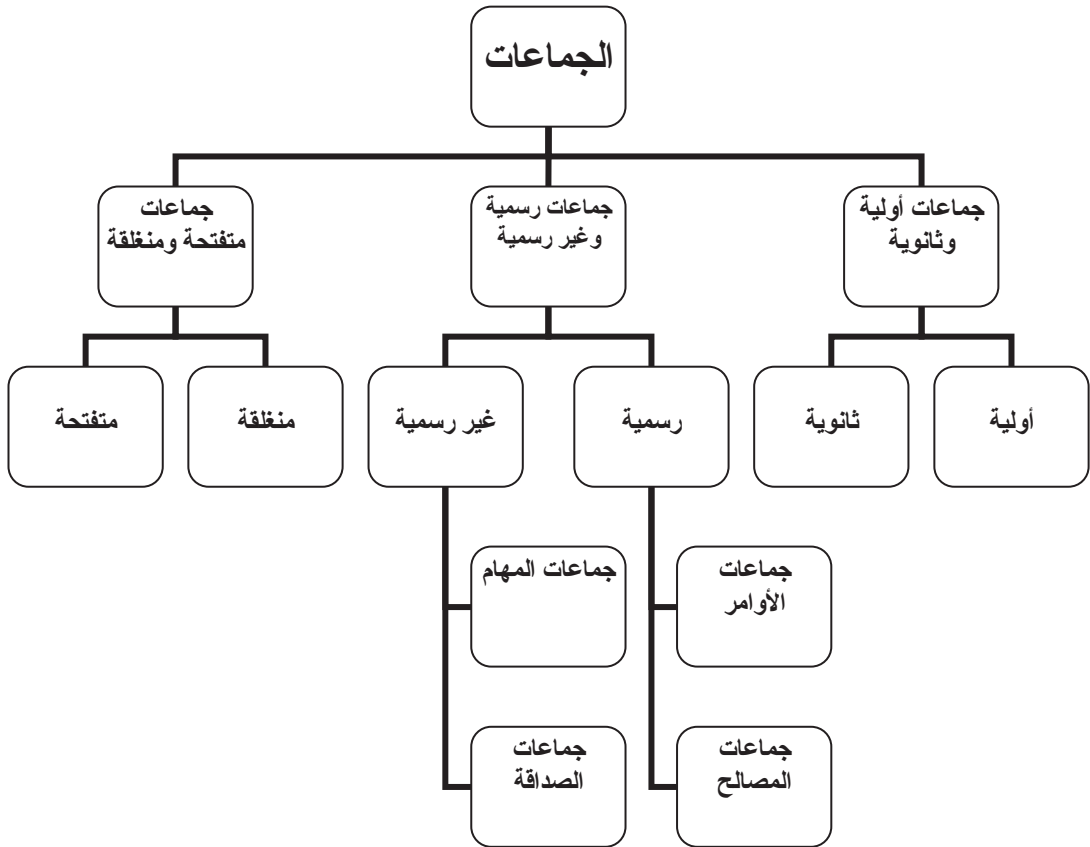 الجماعات
جماعات أولية
وثانوية
جماعات رسمية
وغير رسمية
جماعات
متفتحة ومنغلقة
أولية
ثانوية
رسمية
غير رسمية
منغلقة
متفتحة
جماعات
الأوامر
جماعات المهام
جماعات
المصالح
جماعات
الصداقة